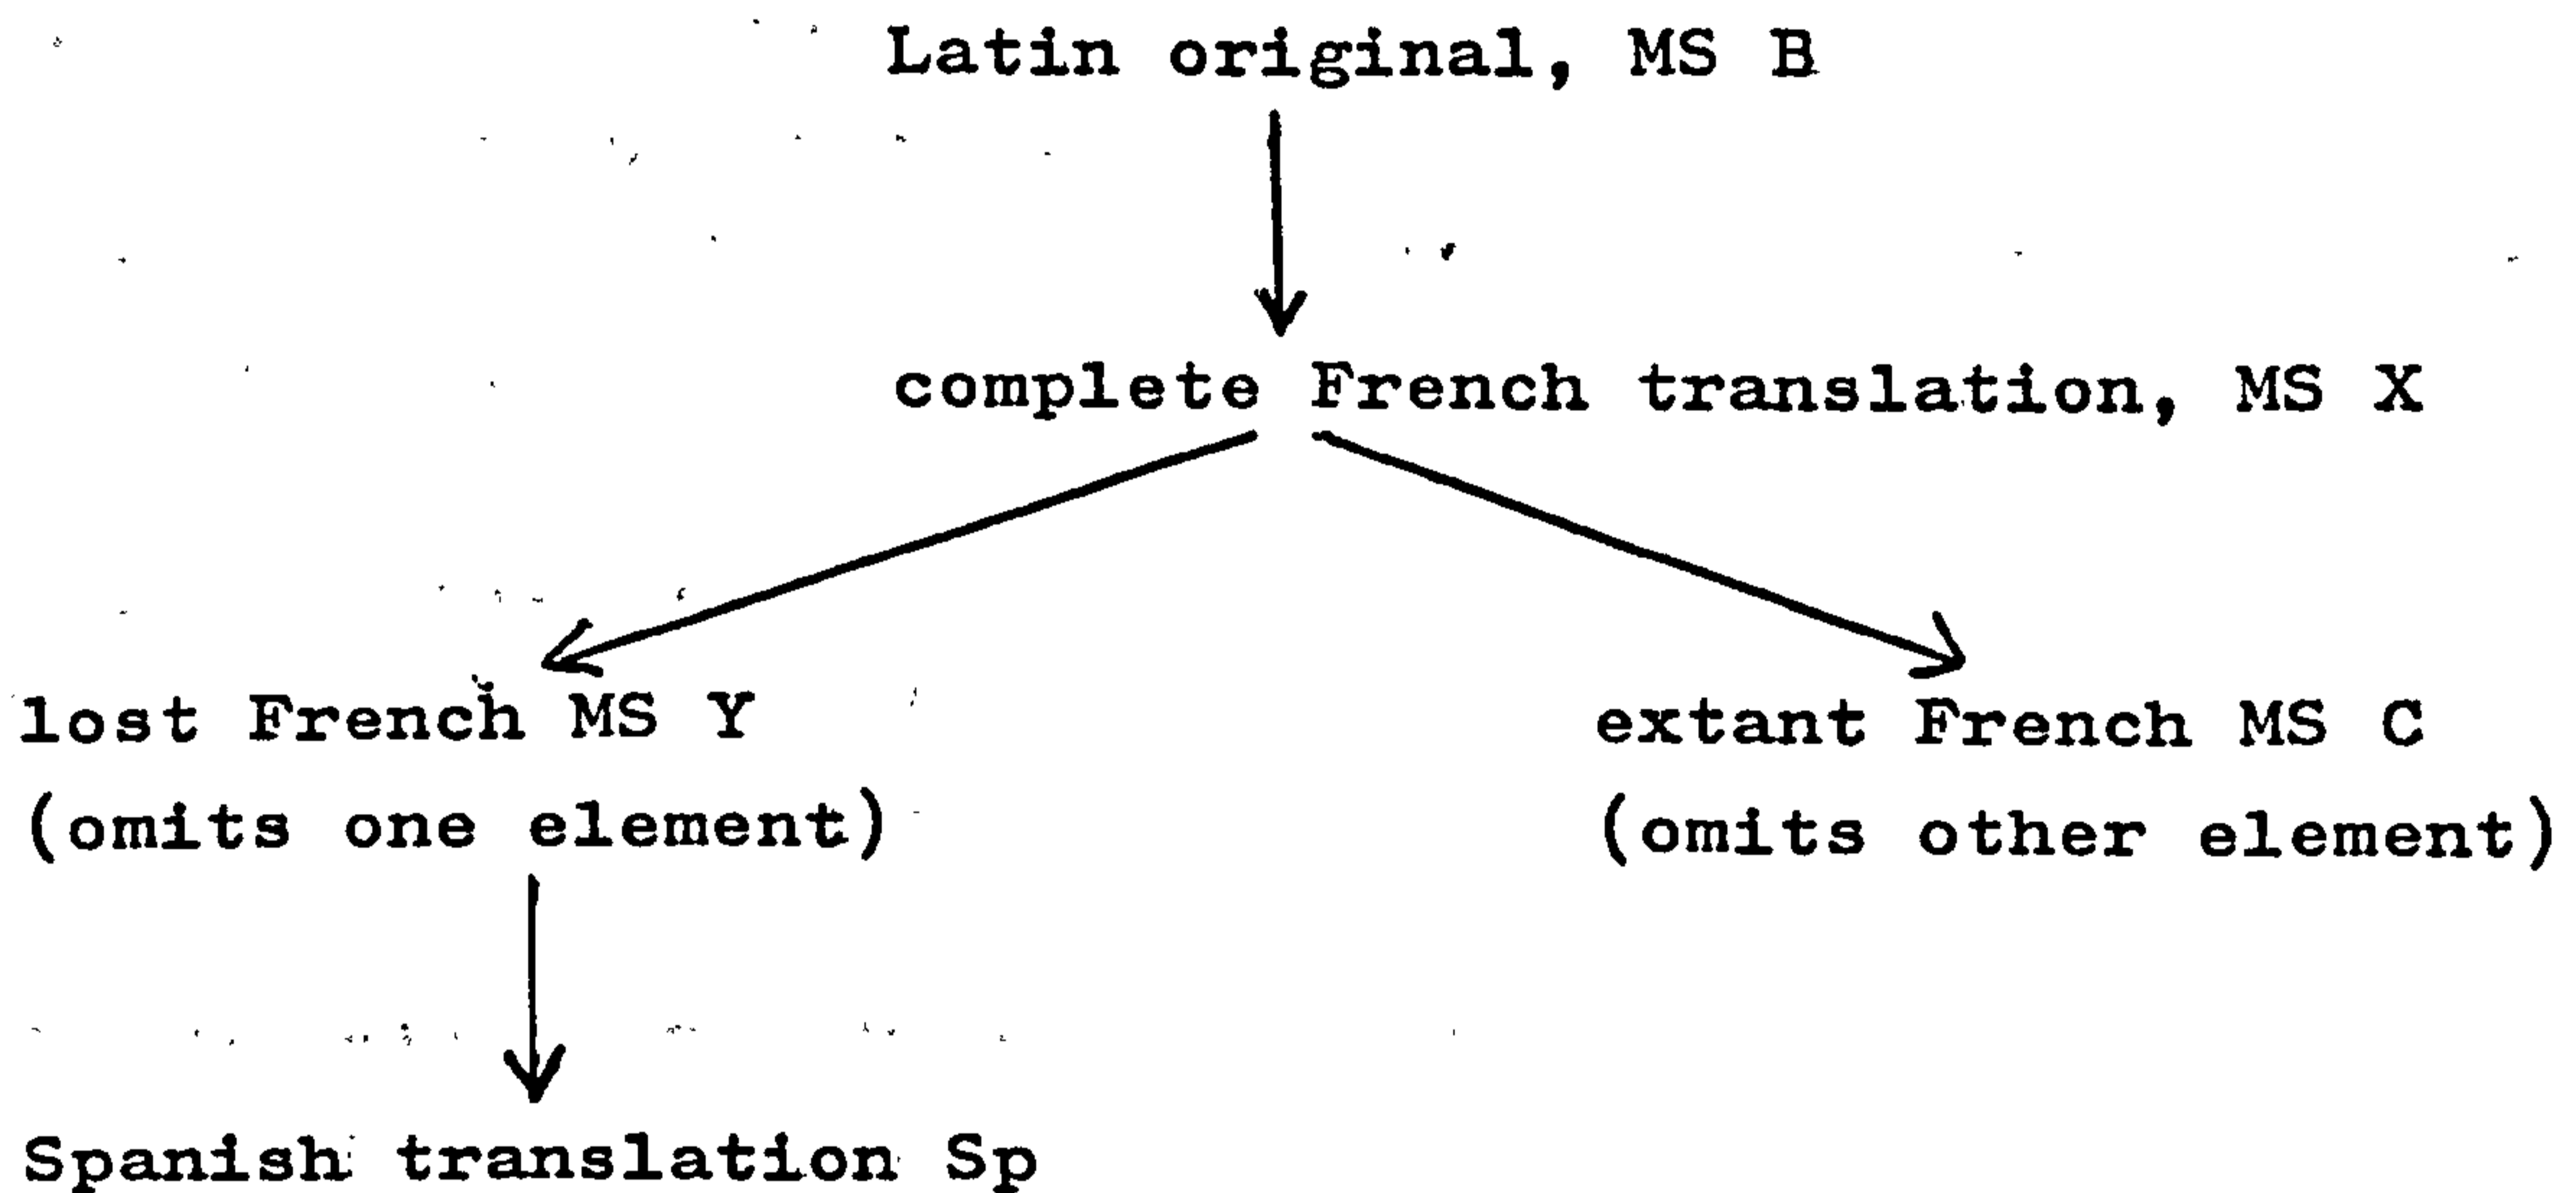 Latin original, MS B
complete French translation, MS X
lost French MS Y
(omits one element)
extant French MS C
(omits other element)
Spanish translation Sp